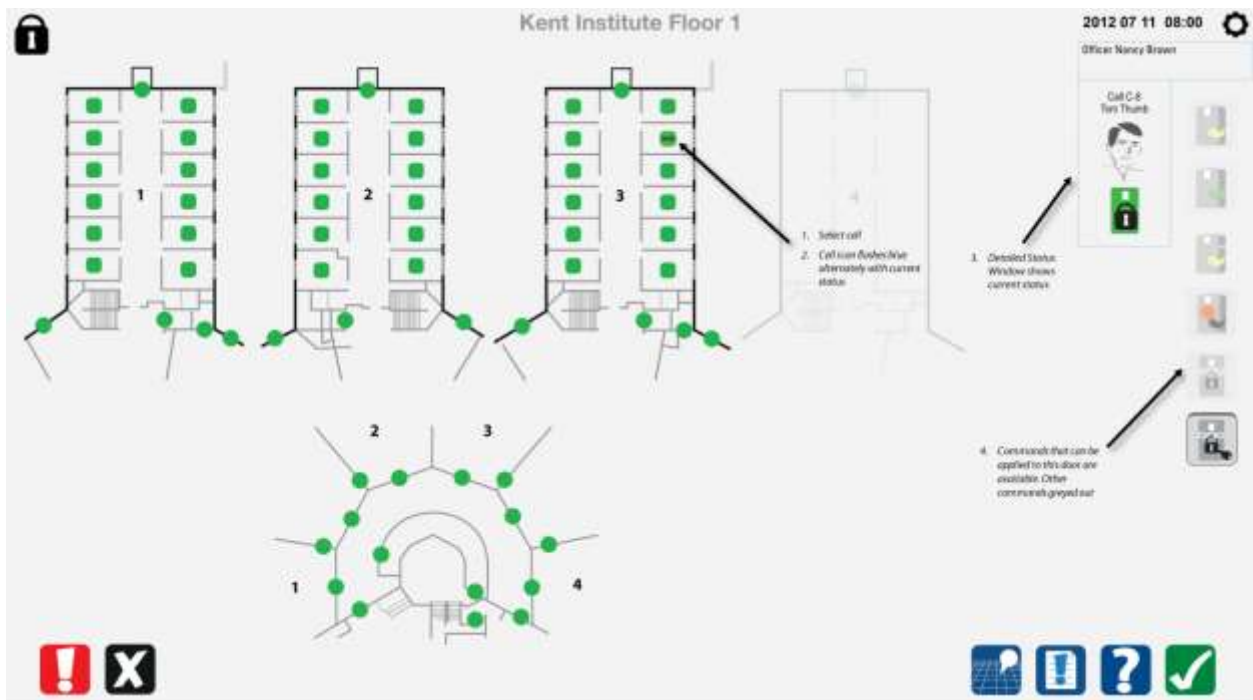 Kent Institute Floor 1
2012 07 11 08:00
Officer Nancy Brown
Cell C-8
Tom Thumb
1
2
3
4
1. Select cell
2. Cell icon flashes blue
alternately with current
status
3. Detailed Status
Window shows
current status
4. Commands that can be
applied to this door are
available. Other
commands greyed out
2
3
1
4